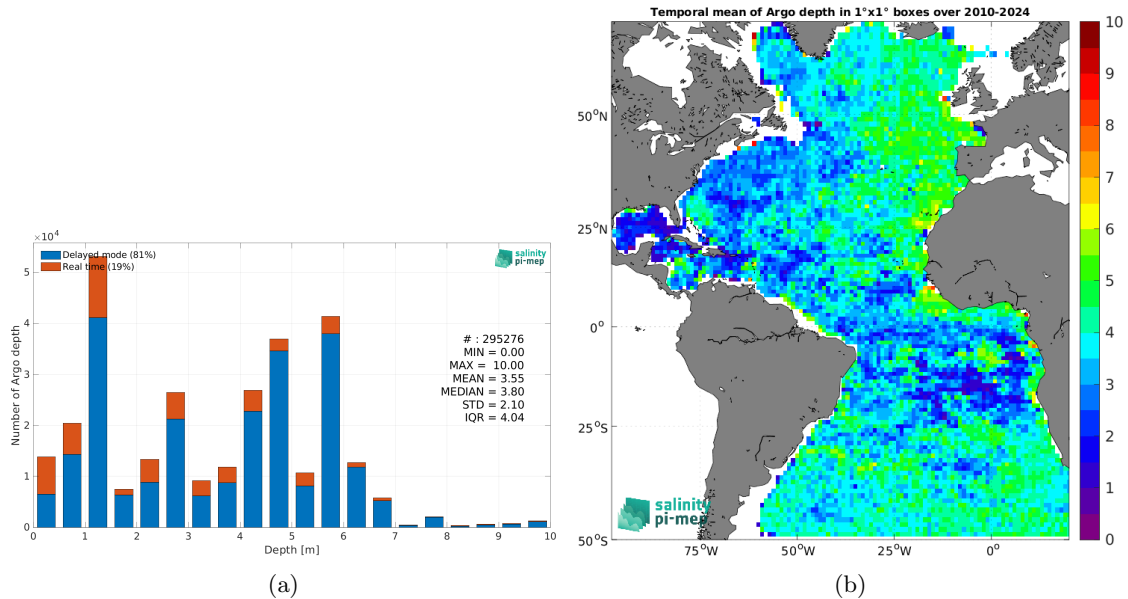 ×10⁴
5
4
3
2
1
0
Number of Argo depth
Delayed mode (81%)
Real time (19%)
salinity
pi-mep
# : 295276
MIN = 0.00
MAX = 10.00
MEAN = 3.55
MEDIAN = 3.80
STD = 2.10
IQR = 4.04
0 1 2 3 4 5 6 7 8 9 10
Depth [m]
(a)
Temporal mean of Argo depth in 1°x1° boxes over 2010-2024
50°N
25°N
0°
25°S
50°S
75°W 50°W 25°W 0°
salinity
pi-mep
10
9
8
7
6
5
4
3
2
1
0
(b)